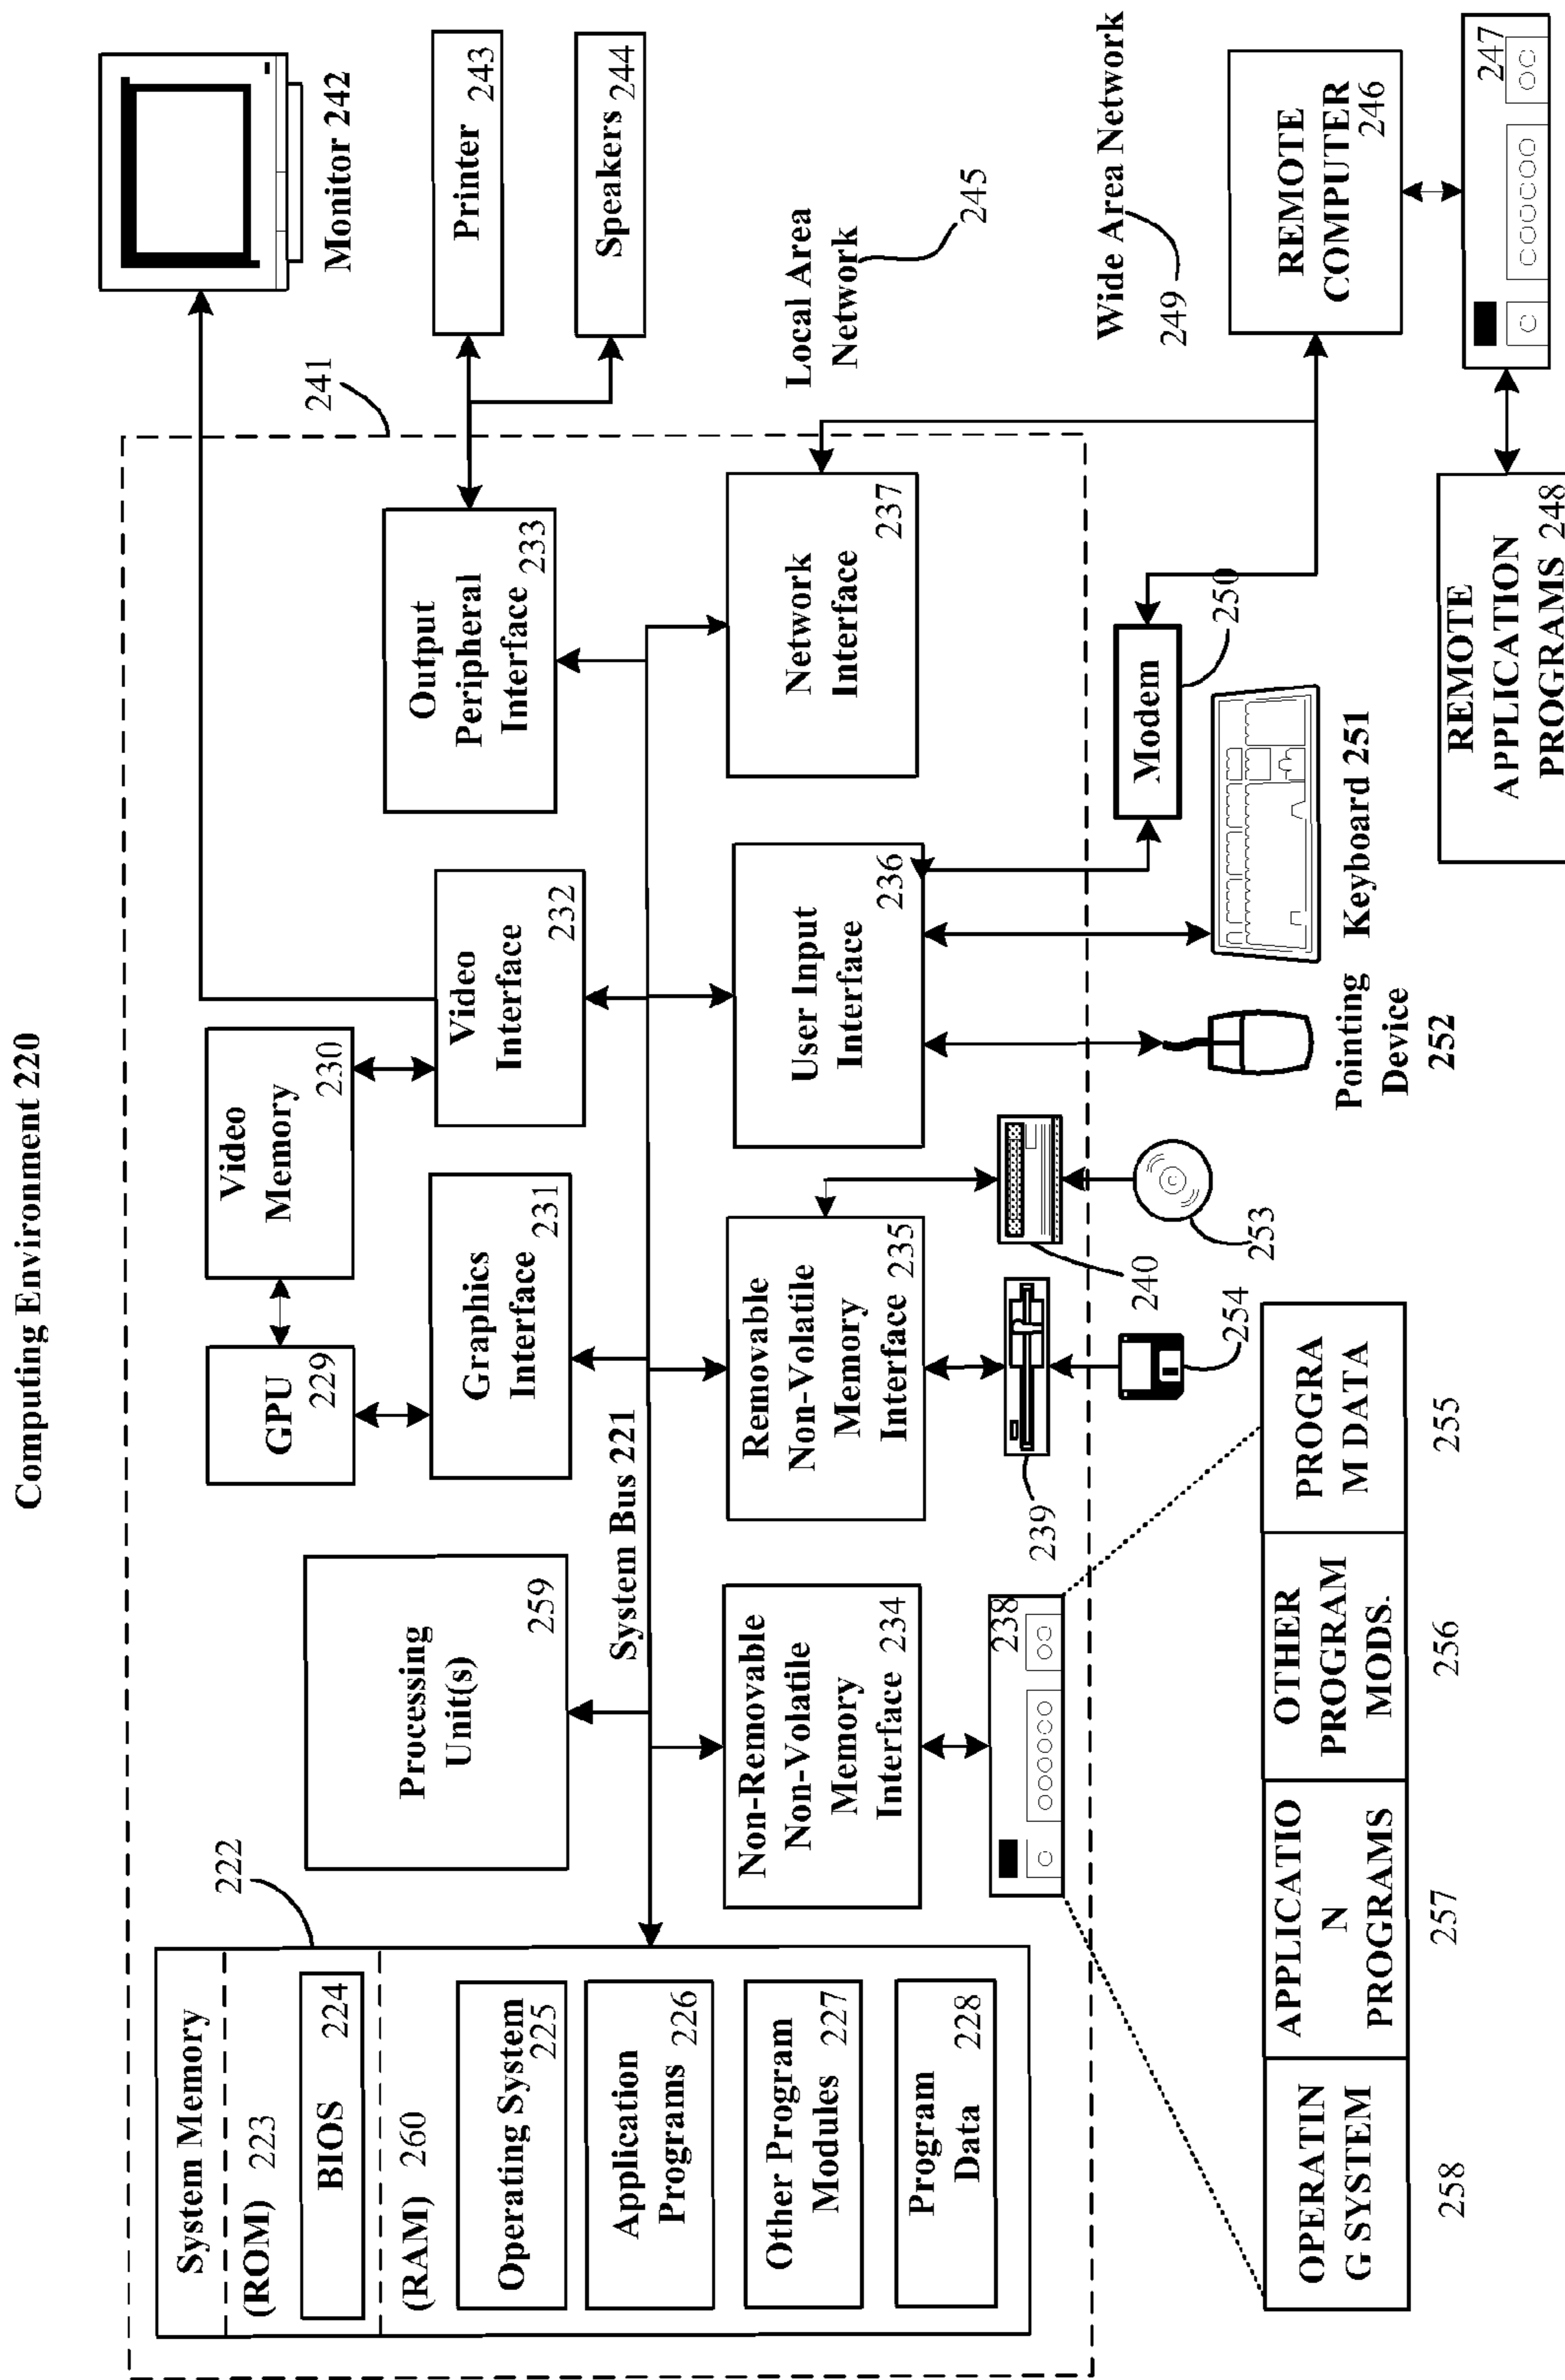 Computing Environment 220
System Memory
222
(ROM) 223
BIOS 224
(RAM) 260
Operating System
225
Application
Programs 226
Other Program
Modules 227
Program
Data 228
Processing
Unit(s)
259
System Bus 221
GPU
229
Video
Memory
230
Graphics
Interface
231
Video
Interface
232
Output
Peripheral
Interface 233
241
Monitor 242
Printer
243
Speakers 244
Non-Removable
Non-Volatile
Memory
Interface 234
Removable
Non-Volatile
Memory
Interface 235
User Input
Interface
236
Network
Interface
237
Local Area
Network
245
Wide Area Network
249
238
239
240
254
253
Pointing
Device
252
Keyboard 251
Modem
250
REMOTE
COMPUTER
246
247
REMOTE
APPLICATION
PROGRAMS 248
OPERATIN
G SYSTEM
APPLICATIO
N
PROGRAMS
OTHER
PROGRAM
MODS.
PROGRA
M DATA
258
257
256
255